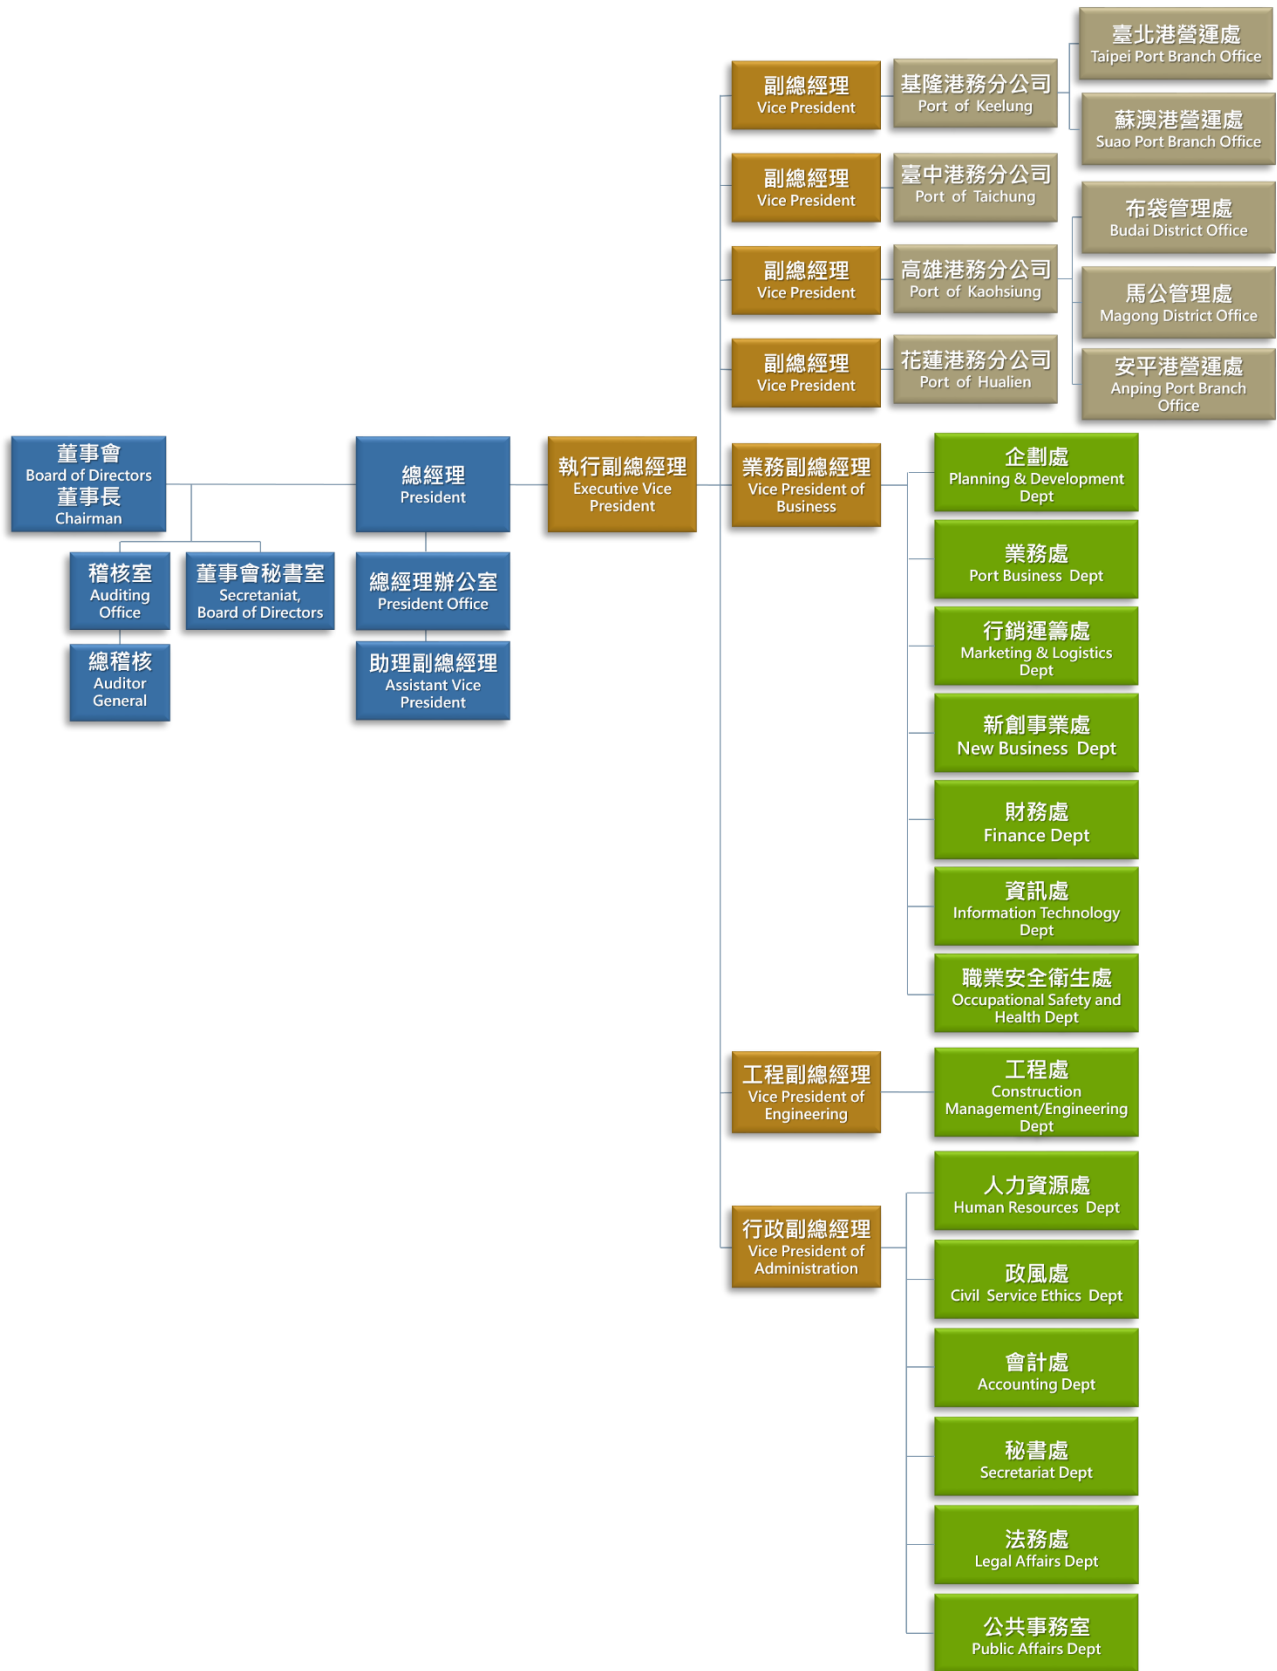 臺北港營運處
Taipei Port Branch Office
副總經理
Vice President
基隆港務分公司
Port of Keelung
蘇澳港營運處
Suao Port Branch Office
副總經理
Vice President
臺中港務分公司
Port of Taichung
布袋管理處
Budai District Office
副總經理
Vice President
高雄港務分公司
Port of Kaohsiung
馬公管理處
Magong District Office
副總經理
Vice President
花蓮港務分公司
Port of Hualien
安平港營運處
Anping Port Branch
Office
董事會
Board of Directors
董事長
Chairman
總經理
President
執行副總經理
Executive Vice
President
業務副總經理
Vice President of
Business
企劃處
Planning & Development
Dept
業務處
Port Business Dept
稽核室
Auditing
Office
董事會秘書室
Secretaniat,
Board of Directors
總經理辦公室
President Office
行銷運籌處
Marketing & Logistics
Dept
總稽核
Auditor
General
助理副總經理
Assistant Vice
President
新創事業處
New Business Dept
財務處
Finance Dept
資訊處
Information Technology
Dept
職業安全衛生處
Occupational Safety and
Health Dept
工程副總經理
Vice President of
Engineering
工程處
Construction
Management/Engineering
Dept
人力資源處
Human Resources Dept
行政副總經理
Vice President of
Administration
政風處
Civil Service Ethics Dept
會計處
Accounting Dept
秘書處
Secretariat Dept
法務處
Legal Affairs Dept
公共事務室
Public Affairs Dept